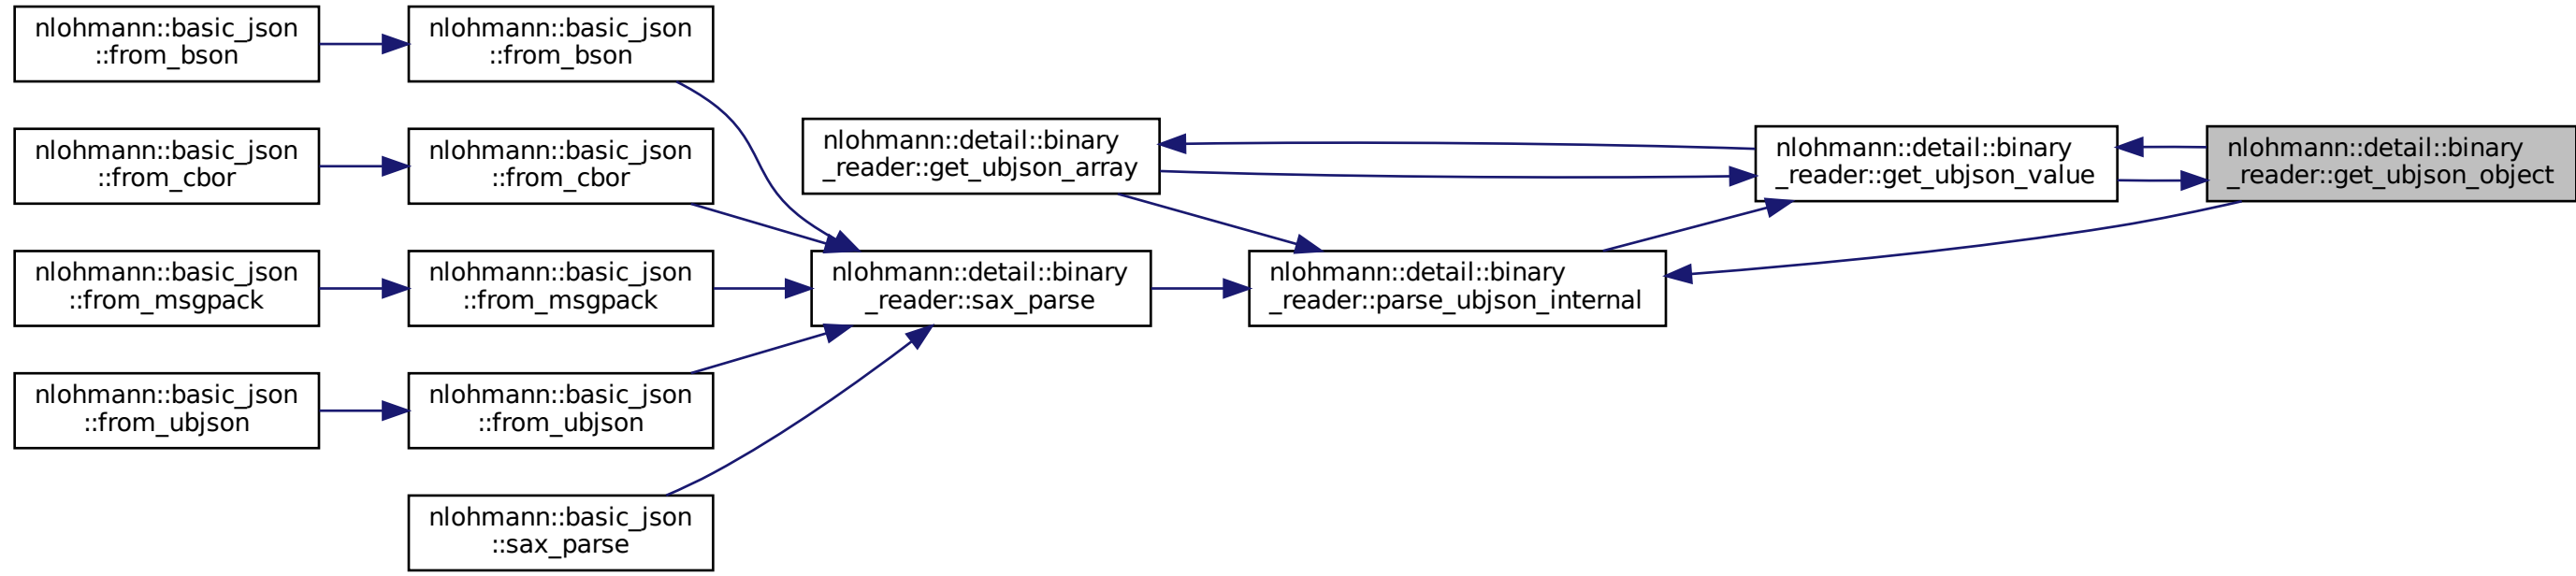 nlohmann::basic_json
::from_bson
nlohmann::basic_json
::from_bson
nlohmann::basic_json
::from_cbor
nlohmann::basic_json
::from_cbor
nlohmann::basic_json
::from_msgpack
nlohmann::basic_json
::from_msgpack
nlohmann::basic_json
::from_ubjson
nlohmann::basic_json
::from_ubjson
nlohmann::basic_json
::sax_parse
nlohmann::detail::binary
_reader::get_ubjson_array
nlohmann::detail::binary
_reader::sax_parse
nlohmann::detail::binary
_reader::parse_ubjson_internal
nlohmann::detail::binary
_reader::get_ubjson_value
nlohmann::detail::binary
_reader::get_ubjson_object